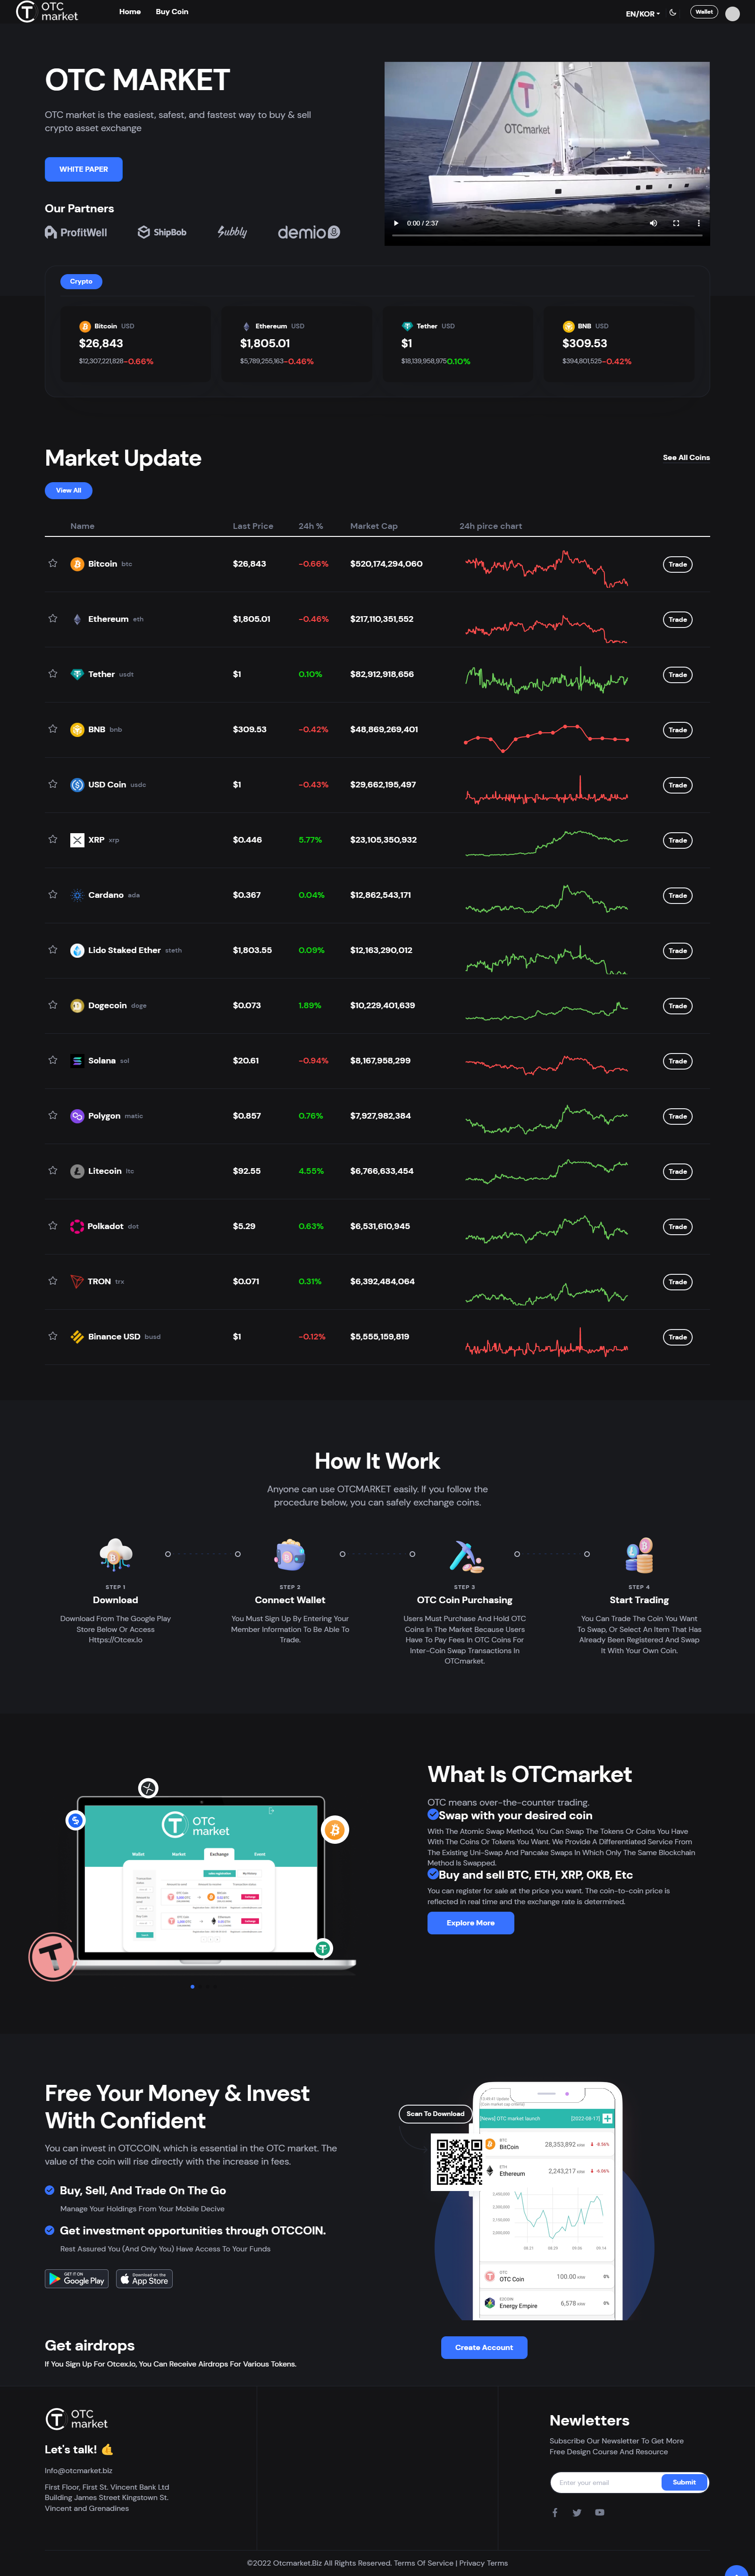 OTC
market
Home
Buy Coin
EN/KOR
Wallet
OTC MARKET
OTC market is the easiest, safest, and fastest way to buy & sell
crypto asset exchange
WHITE PAPER
Our Partners
ProfitWell
ShipBob
Subbly
demio
OTCmarket
0:00 / 2:37
Crypto
Bitcoin USD
$26,843
$12,307,221,828-0.66%
Ethereum USD
$1,805.01
$5,789,255,163-0.46%
Tether USD
$1
$18,139,958,9750.10%
BNB USD
$309.53
$394,801,525-0.42%
Market Update
See All Coins
View All
Name Last Price 24h % Market Cap 24h pirce chart
Bitcoin btc $26,843 -0.66% $520,174,294,060 Trade
Ethereum eth $1,805.01 -0.46% $217,110,351,552 Trade
Tether usdt $1 0.10% $82,912,918,656 Trade
BNB bnb $309.53 -0.42% $48,869,269,401 Trade
USD Coin usdc $1 -0.43% $29,662,195,497 Trade
XRP xrp $0.446 5.77% $23,105,350,932 Trade
Cardano ada $0.367 0.04% $12,862,543,171 Trade
Lido Staked Ether steth $1,803.55 0.09% $12,163,290,012 Trade
Dogecoin doge $0.073 1.89% $10,229,401,639 Trade
Solana sol $20.61 -0.94% $8,167,958,299 Trade
Polygon matic $0.857 0.76% $7,927,982,384 Trade
Litecoin ltc $92.55 4.55% $6,766,633,454 Trade
Polkadot dot $5.29 0.63% $6,531,610,945 Trade
TRON trx $0.071 0.31% $6,392,484,064 Trade
Binance USD busd $1 -0.12% $5,555,159,819 Trade
How It Work
Anyone can use OTCMARKET easily. If you follow the
procedure below, you can safely exchange coins.
STEP 1
Download
Download From The Google Play
Store Below Or Access
Https://Otcex.Io
STEP 2
Connect Wallet
You Must Sign Up By Entering Your
Member Information To Be Able To
Trade.
STEP 3
OTC Coin Purchasing
Users Must Purchase And Hold OTC
Coins In The Market Because Users
Have To Pay Fees In OTC Coins For
Inter-Coin Swap Transactions In
OTCmarket.
STEP 4
Start Trading
You Can Trade The Coin You Want
To Swap, Or Select An Item That Has
Already Been Registered And Swap
It With Your Own Coin.
OTC
market
Wallet
Market
Exchange
Event
What Is OTCmarket
OTC means over-the-counter trading.
Swap with your desired coin
With The Atomic Swap Method, You Can Swap The Tokens Or Coins You Have
With The Coins Or Tokens You Want. We Provide A Differentiated Service From
The Existing Uni-Swap And Pancake Swaps In Which Only The Same Blockchain
Method Is Swapped.
Buy and sell BTC, ETH, XRP, OKB, Etc
You can register for sale at the price you want. The coin-to-coin price is
reflected in real time and the exchange rate is determined.
Explore More
Free Your Money & Invest
With Confident
You can invest in OTCCOIN, which is essential in the OTC market. The
value of the coin will rise directly with the increase in fees.
Buy, Sell, And Trade On The Go
Manage Your Holdings From Your Mobile Decive
Get investment opportunities through OTCCOIN.
Rest Assured You (And Only You) Have Access To Your Funds
GET IT ON
Google Play
Download on the
App Store
Scan To Download
[News] OTC market launch [2022-08-17]
BTC
BitCoin 28,353,892 -8.56%
ETH
Ethereum 2,243,217
08.21 08.29 09.06 09.14
OTC
OTC Coin 100.00 0%
Energy Empire 6,578 0%
Get airdrops
If You Sign Up For Otcex.Io, You Can Receive Airdrops For Various Tokens.
Create Account
OTC
market
Let's talk!
Info@otcmarket.biz
First Floor, First St. Vincent Bank Ltd
Building James Street Kingstown St.
Vincent and Grenadines
Newletters
Subscribe Our Newsletter To Get More
Free Design Course And Resource
Enter your email
Submit
©2022 Otcmarket.Biz All Rights Reserved. Terms Of Service | Privacy Terms